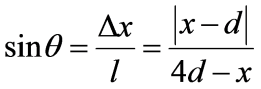 sinθ = Δx / l = |x − d| / 4d − x